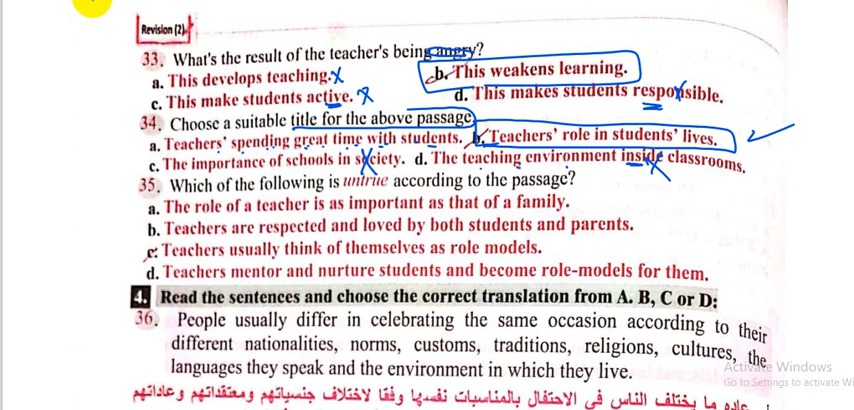 Revision (2)
33. What's the result of the teacher's being angry?
a. This develops teaching. b. This weakens learning.
c. This make students active. d. This makes students responsible.
34. Choose a suitable title for the above passage
a. Teachers' spending great time with students. b. Teachers' role in students' lives.
c. The importance of schools in society. d. The teaching environment inside classrooms.
35. Which of the following is untrue according to the passage?
a. The role of a teacher is as important as that of a family.
b. Teachers are respected and loved by both students and parents.
c. Teachers usually think of themselves as role models.
d. Teachers mentor and nurture students and become role-models for them.
4. Read the sentences and choose the correct translation from A. B, C or D:
36. People usually differ in celebrating the same occasion according to their
different nationalities, norms, customs, traditions, religions, cultures, the
languages they speak and the environment in which they live.
Activate Windows
Go to Settings to activate Wi
عادة ما يختلف الناس في الاحتفال بالمناسبات نفسها وفقا لاختلاف جنسياتهم ومعتقداتهم وعاداتهم